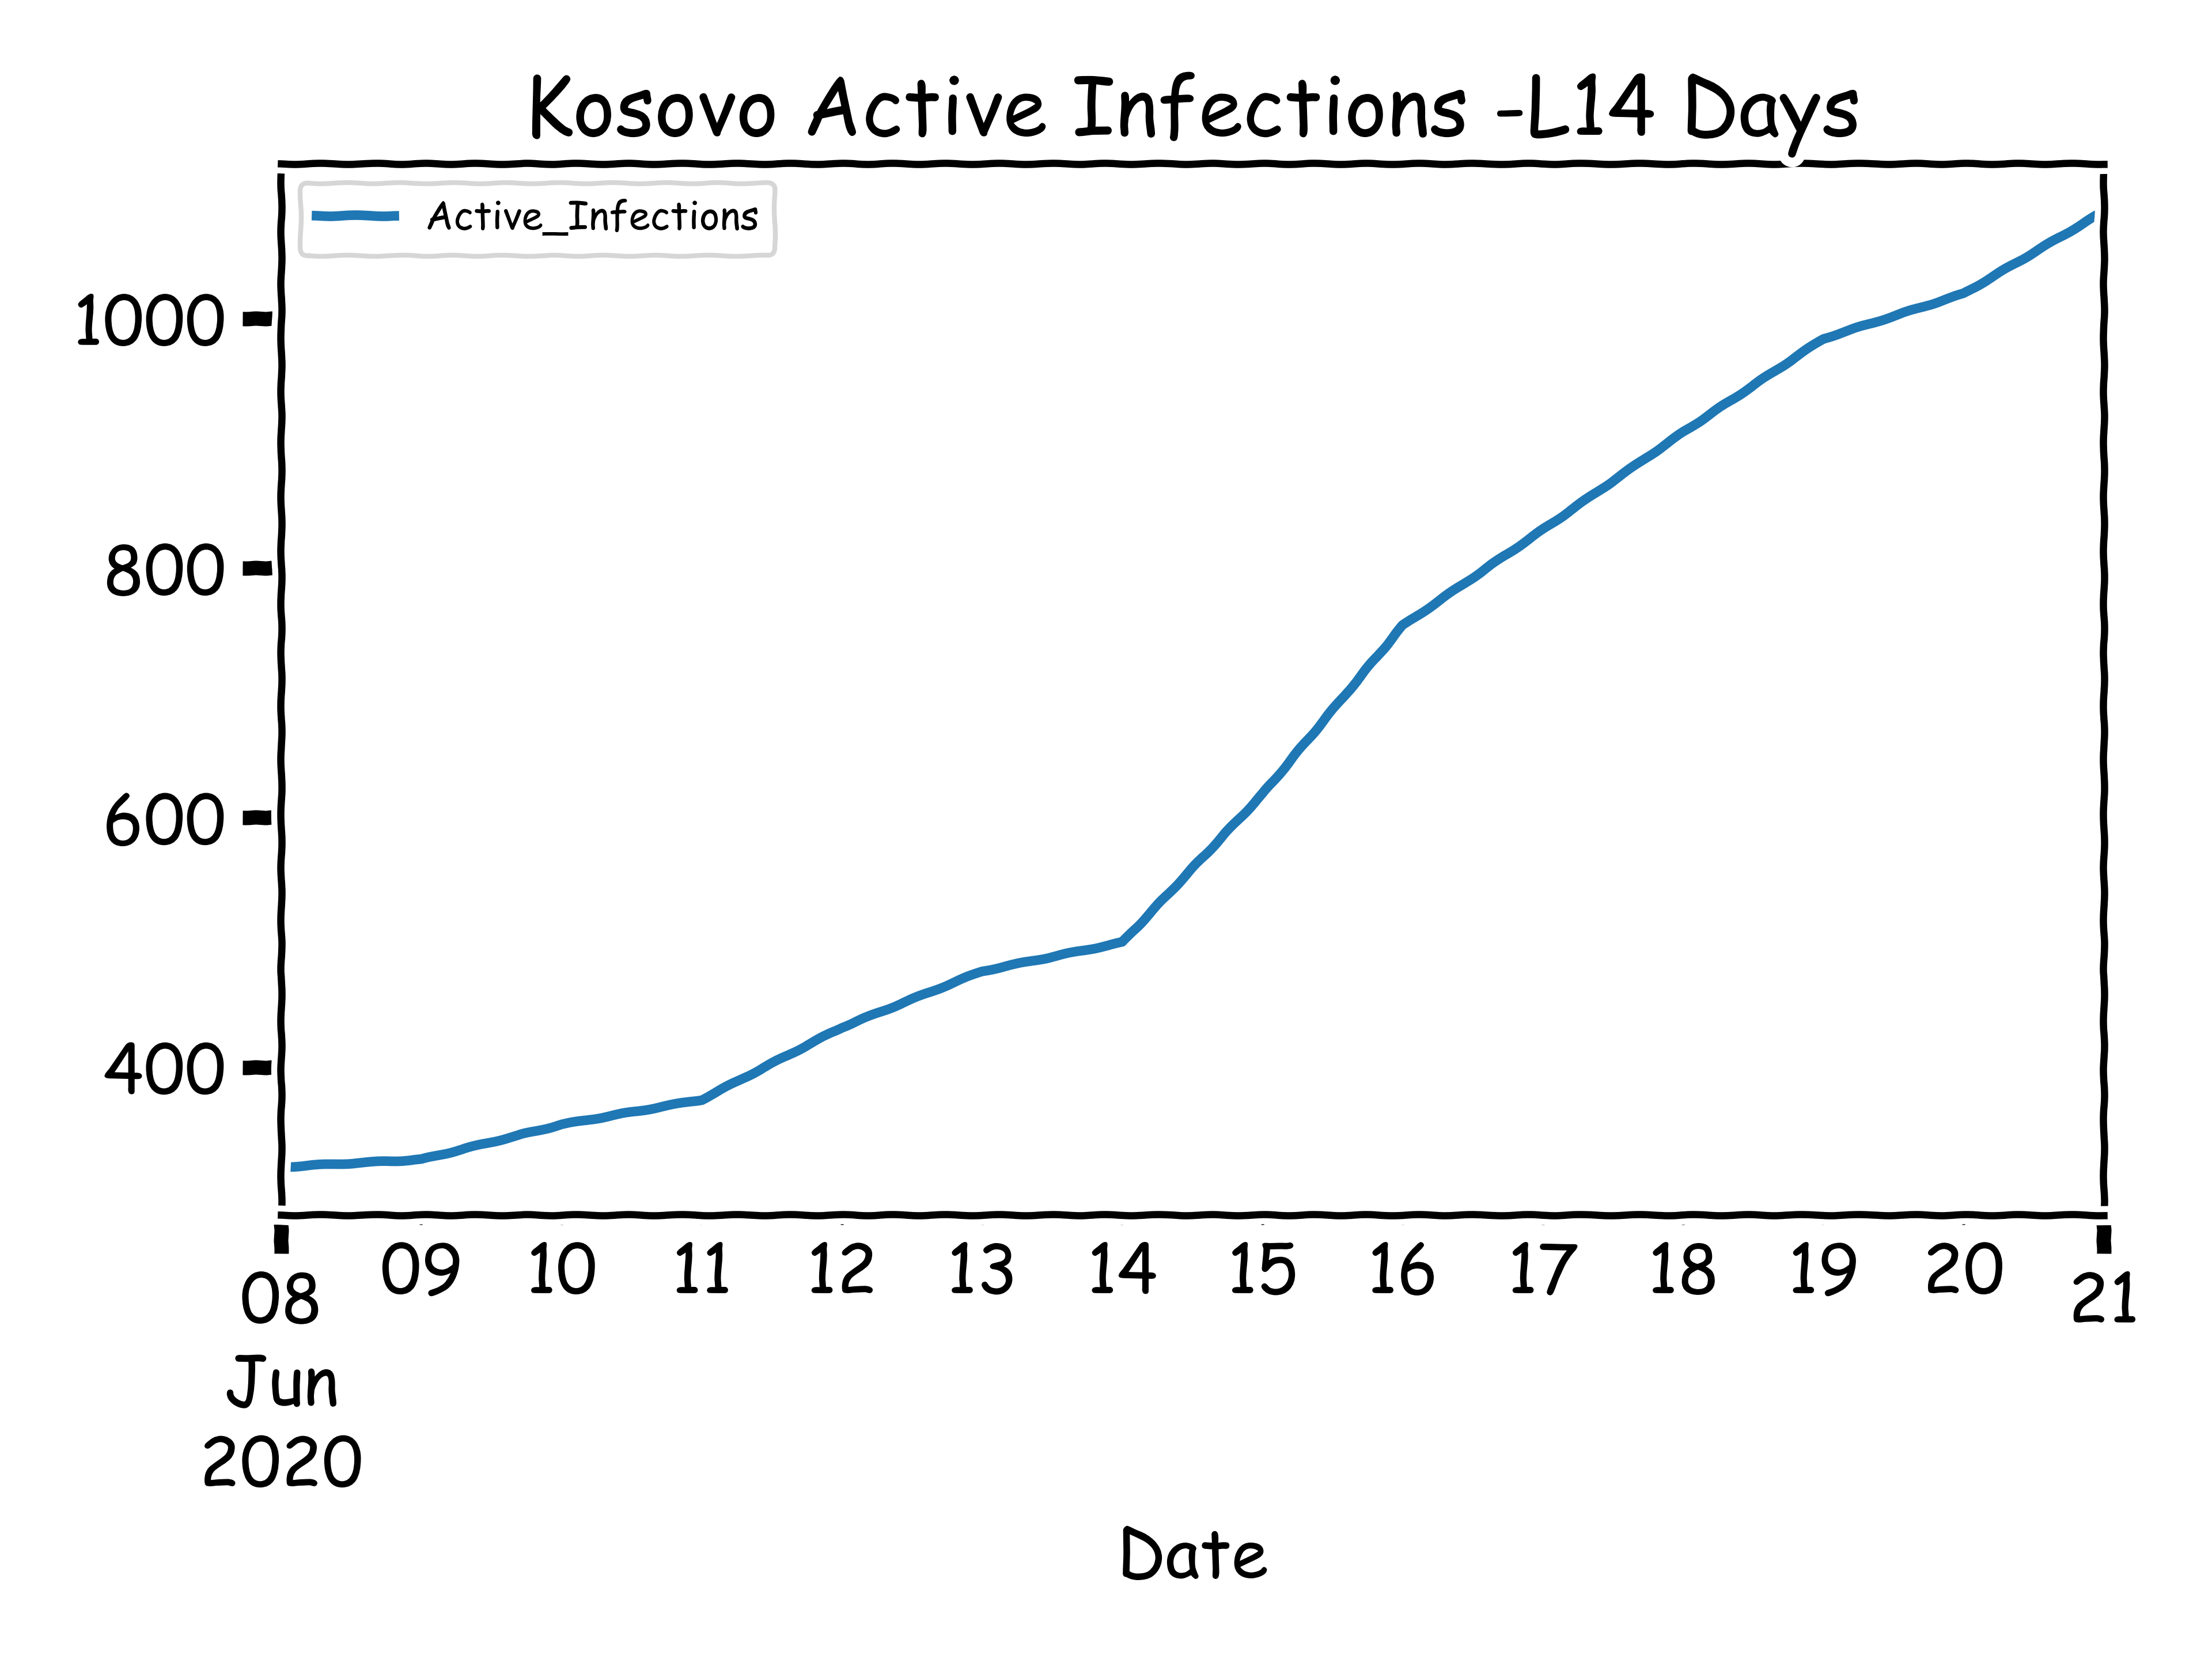 Kosovo Active Infections -L14 Days
Active_Infections
1000
800
600
400
08 09 10 11 12 13 14 15 16 17 18 19 20 21
Jun
2020
Date